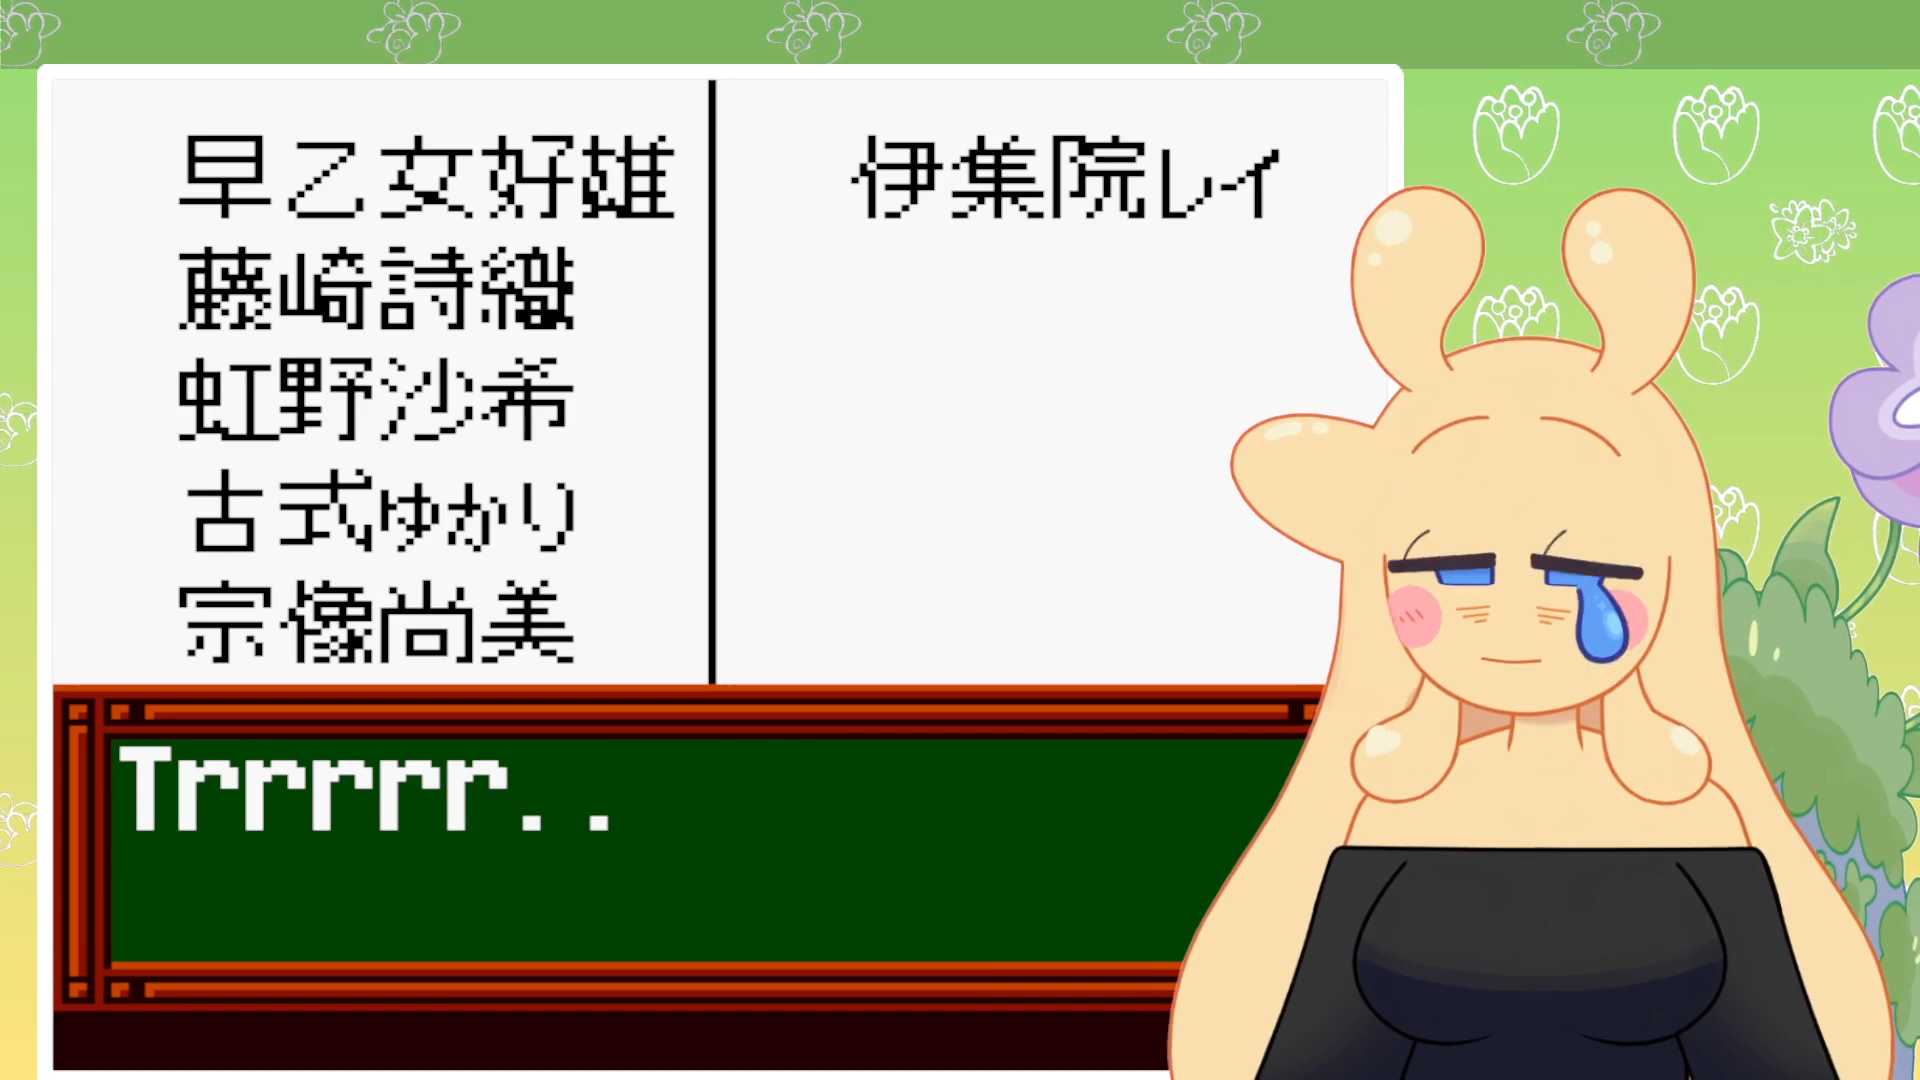 早乙女好雄
藤崎詩織
虹野沙希
古式ゆかり
宗像尚美
伊集院レイ
Trrrrr..